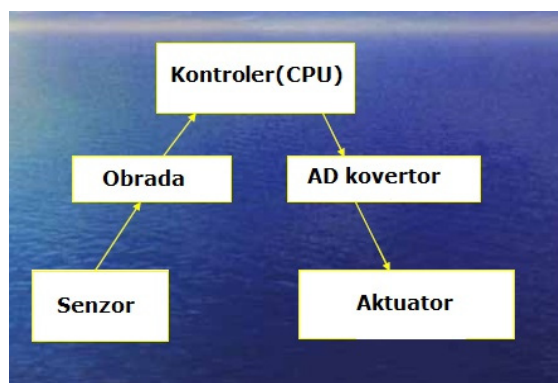 Kontroler(CPU)
Obrada
AD kovertor
Senzor
Aktuator